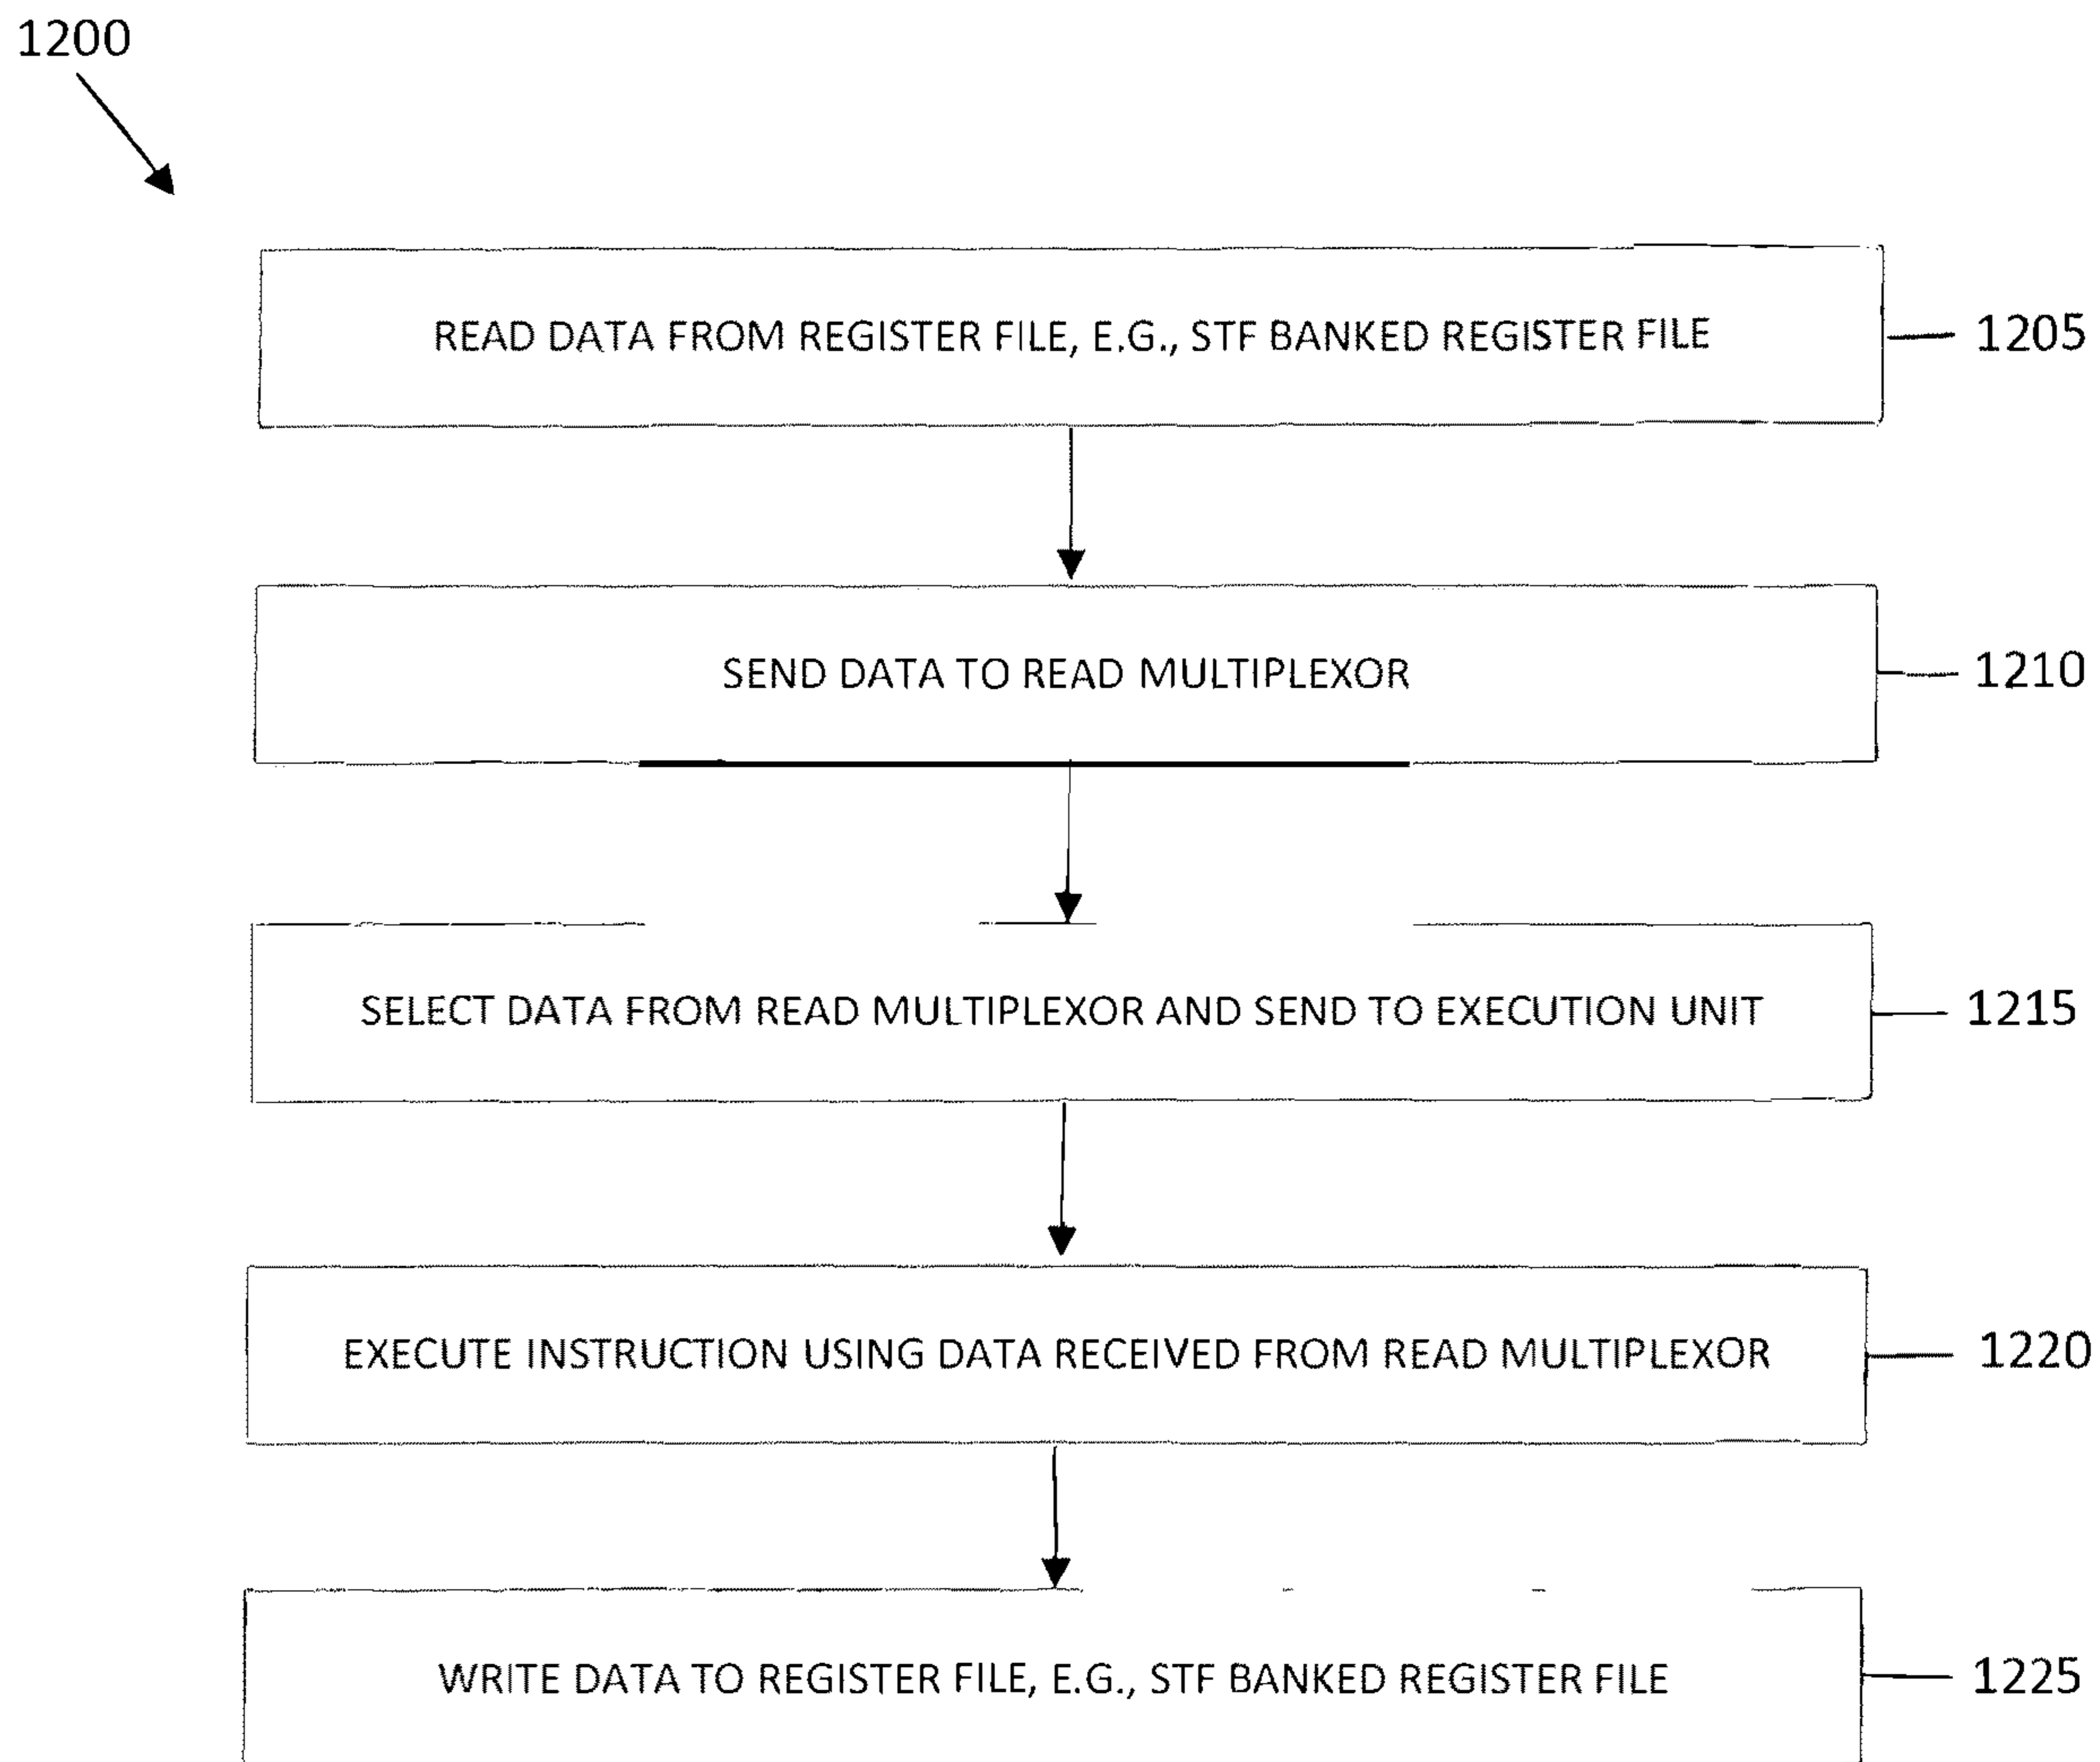 1200
READ DATA FROM REGISTER FILE, E.G., STF BANKED REGISTER FILE
1205
SEND DATA TO READ MULTIPLEXOR
1210
SELECT DATA FROM READ MULTIPLEXOR AND SEND TO EXECUTION UNIT
1215
EXECUTE INSTRUCTION USING DATA RECEIVED FROM READ MULTIPLEXOR
1220
WRITE DATA TO REGISTER FILE, E.G., STF BANKED REGISTER FILE
1225